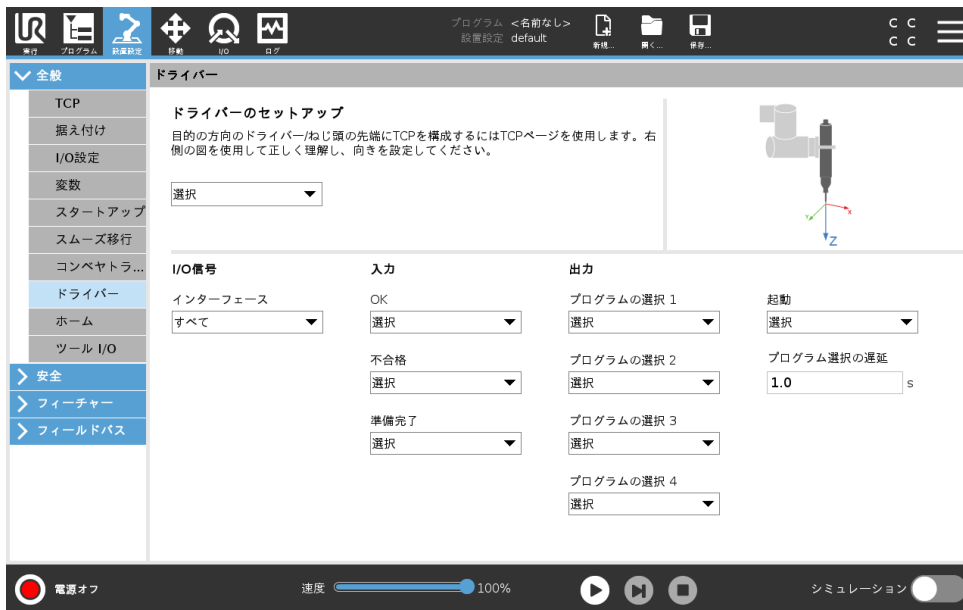 UR
実行
プログラム
設置設定
移動
I/O
ログ
プログラム <名前なし>
設置設定 default
新規...
開く...
保存...
C C
C C
全般
TCP
据え付け
I/O設定
変数
スタートアップ
スムーズ移行
コンベヤトラ...
ドライバー
ホーム
ツール I/O
安全
フィーチャー
フィールドバス
ドライバー
ドライバーのセットアップ
目的の方向のドライバー/ねじ頭の先端にTCPを構成するにはTCPページを使用します。右
側の図を使用して正しく理解し、向きを設定してください。
選択
Y
X
Z
I/O信号
インターフェース
すべて
入力
OK
選択
不合格
選択
準備完了
選択
出力
プログラムの選択 1
選択
プログラムの選択 2
選択
プログラムの選択 3
選択
プログラムの選択 4
選択
起動
選択
プログラム選択の遅延
1.0 s
電源オフ
速度 100%
シミュレーション